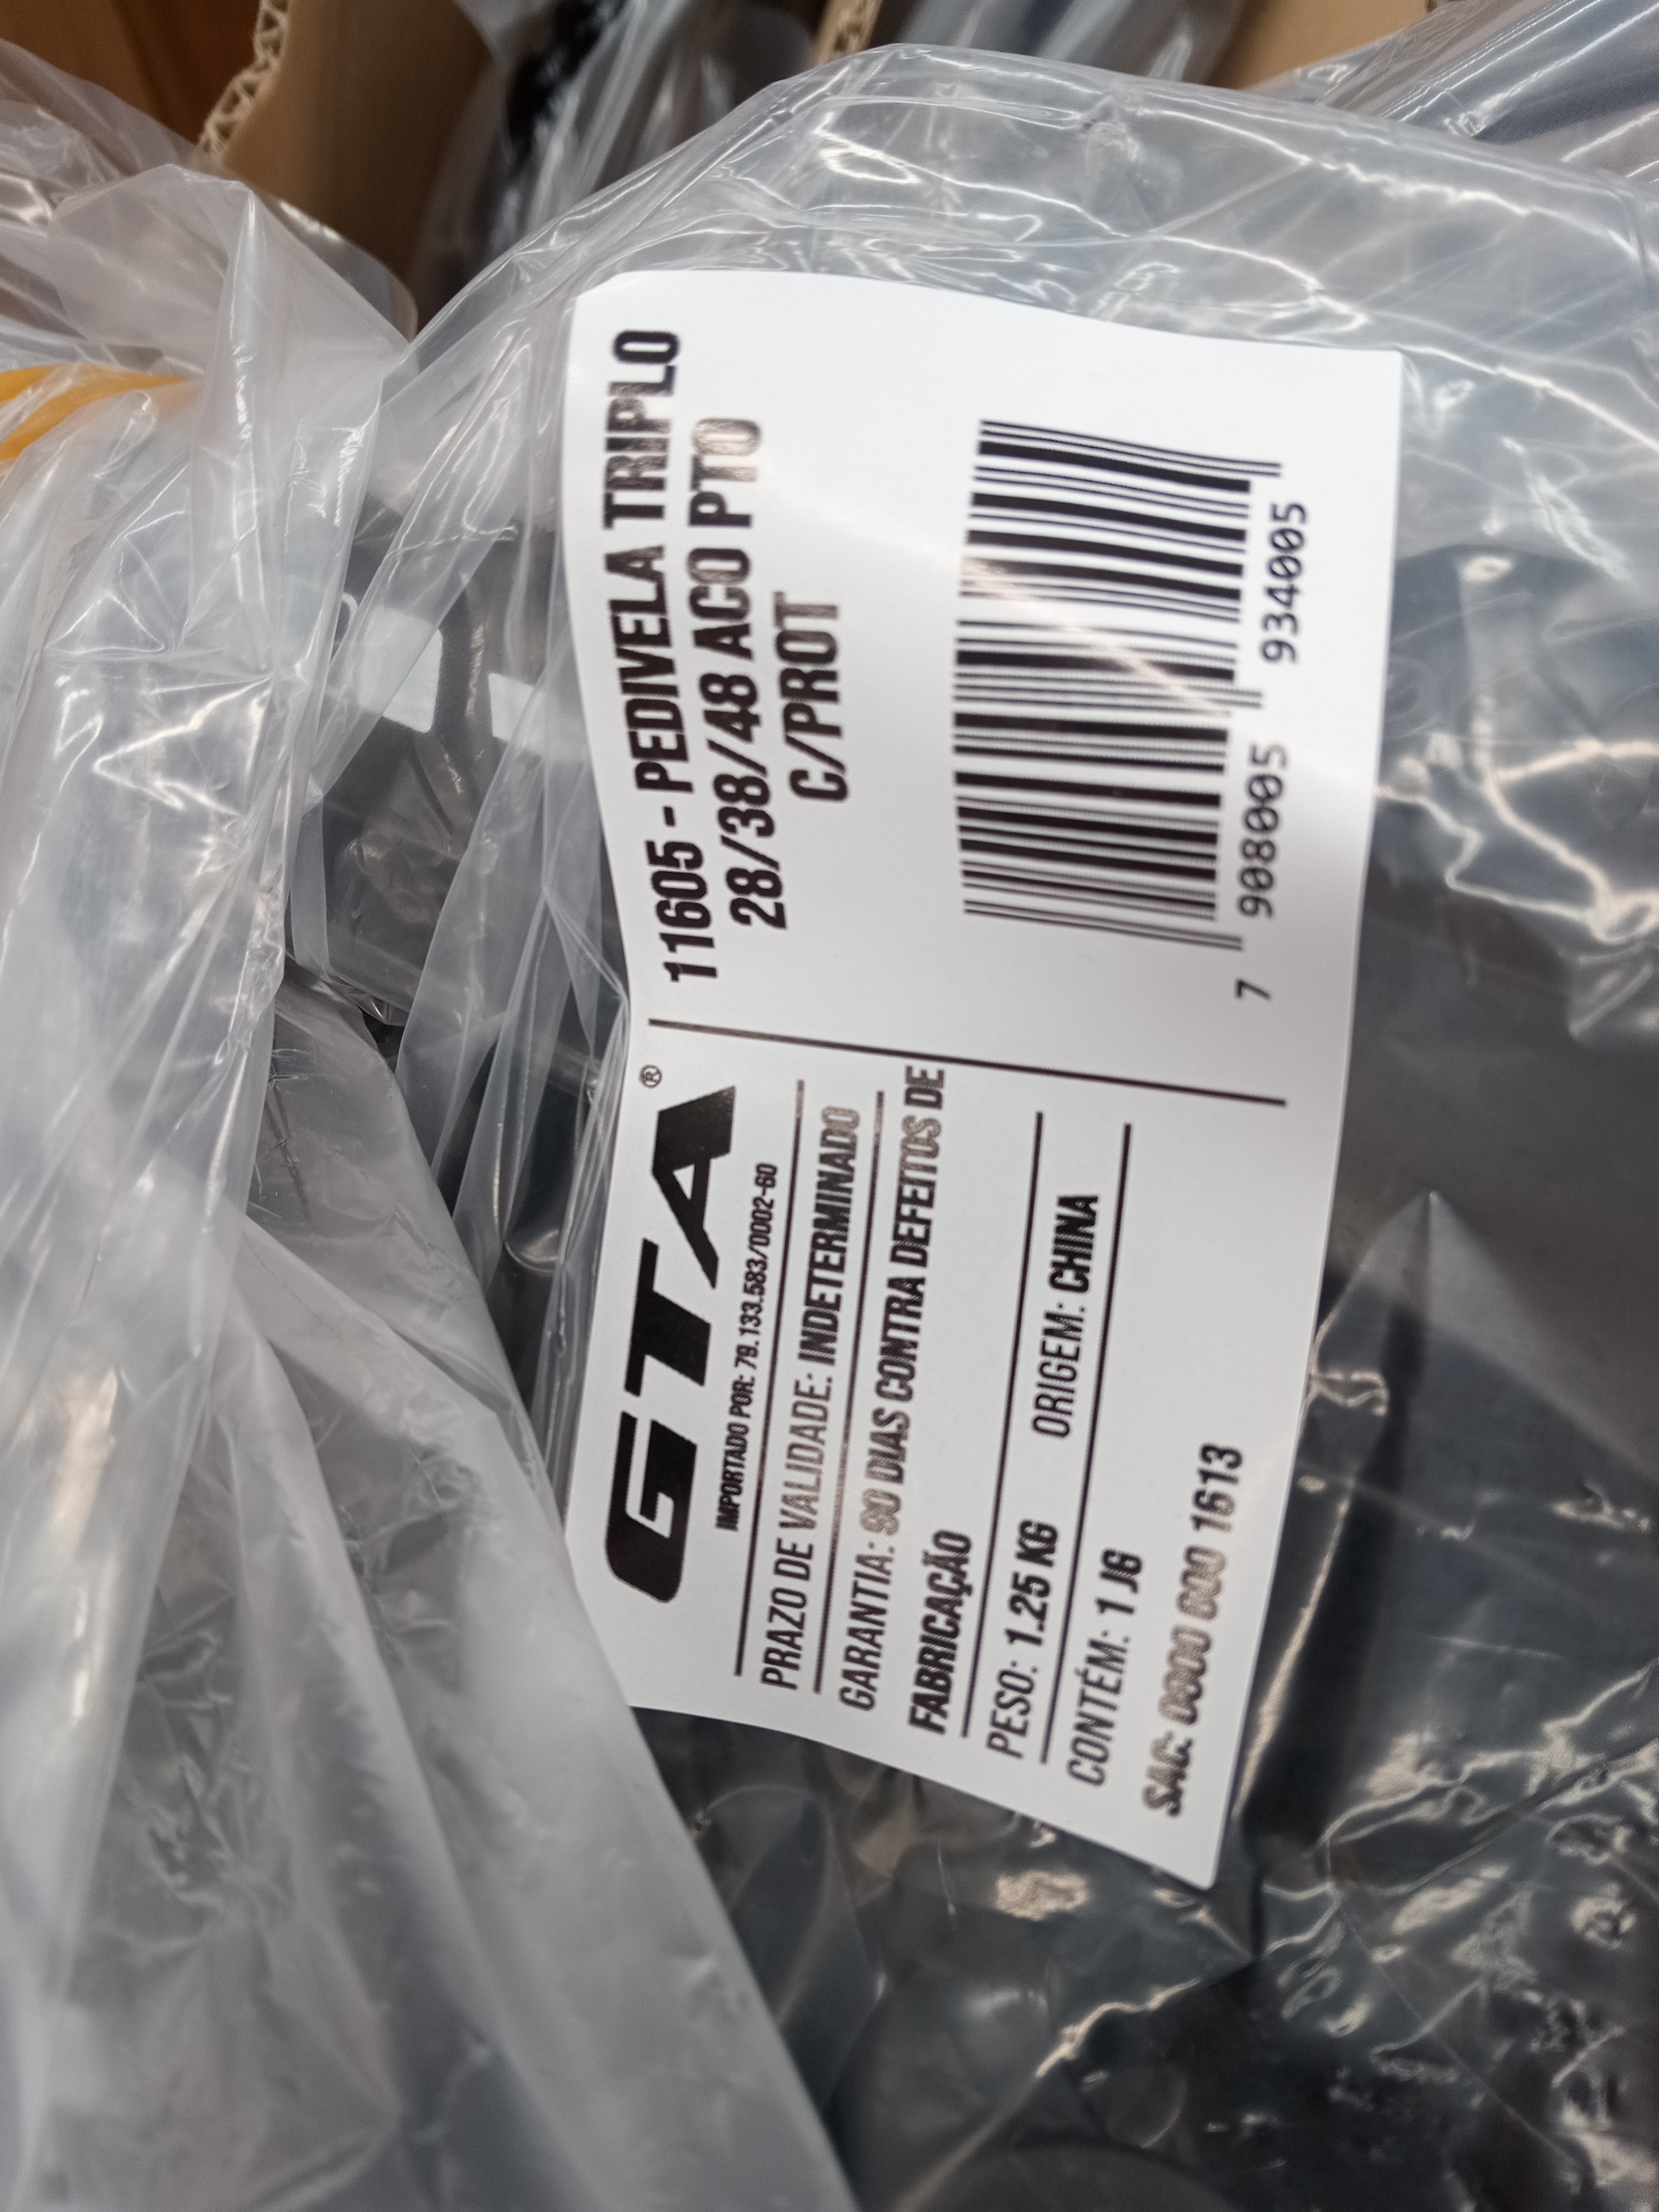 GTA®
IMPORTADO POR: 79.133.583/0002-60
PRAZO DE VALIDADE: INDETERMINADO
GARANTIA: 90 DIAS CONTRA DEFEITOS DE
FABRICAÇÃO
PESO: 1.25 KG ORIGEM: CHINA
CONTÉM: 1 JG
SAC: 0800 600 1613
11605 - PEDIVELA TRIPLO
28/38/48 ACO PTO
C/PROT
7 908005 934005